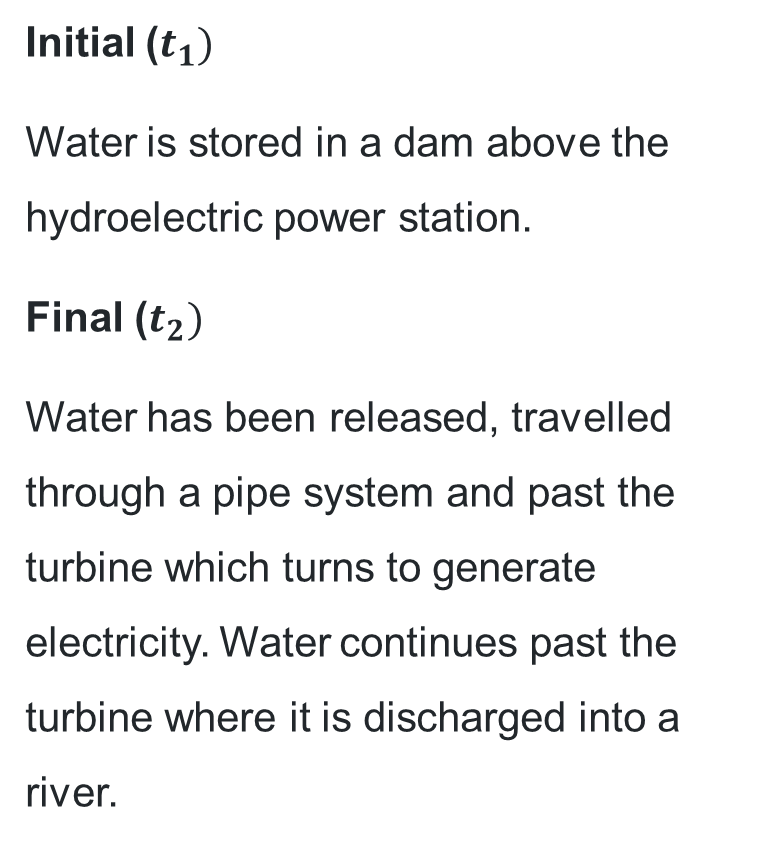 Initial (t₁)
Water is stored in a dam above the
hydroelectric power station.
Final (t₂)
Water has been released, travelled
through a pipe system and past the
turbine which turns to generate
electricity. Water continues past the
turbine where it is discharged into a
river.